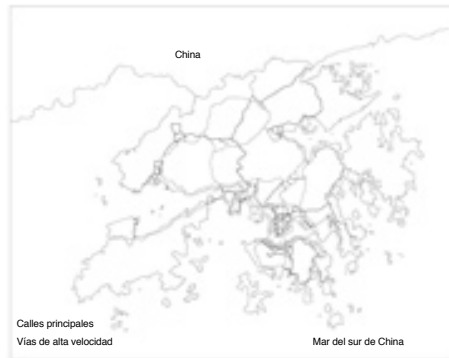 China
Calles principales
Vías de alta velocidad
Mar del sur de China